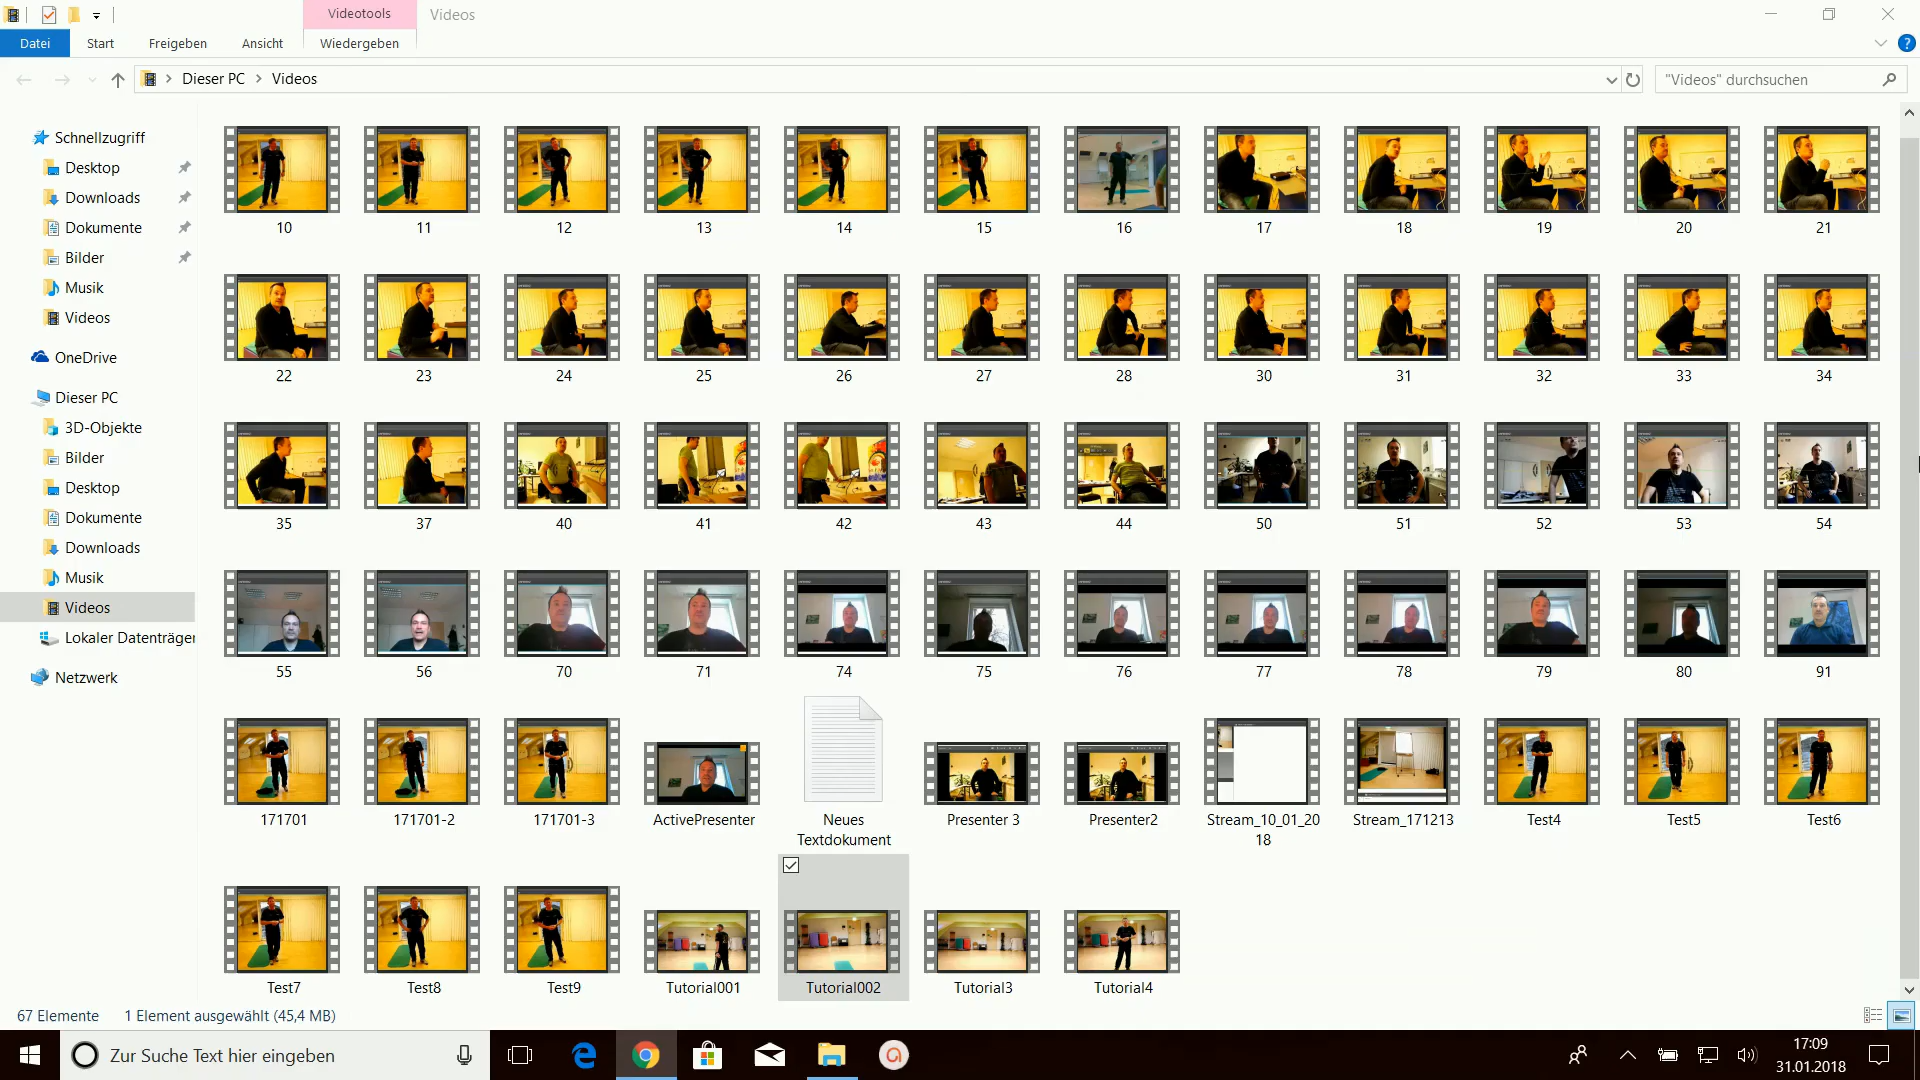 Videotools
Videos
Datei
Start
Freigeben
Ansicht
Wiedergeben
Dieser PC
Videos
"Videos" durchsuchen
Schnellzugriff
Desktop
Downloads
Dokumente
Bilder
Musik
Videos
OneDrive
Dieser PC
3D-Objekte
Bilder
Desktop
Dokumente
Downloads
Musik
Videos
Lokaler Datenträger
Netzwerk
10 11 12 13 14 15 16 17 18 19 20 21
22 23 24 25 26 27 28 30 31 32 33 34
35 37 40 41 42 43 44 50 51 52 53 54
55 56 70 71 74 75 76 77 78 79 80 91
171701 171701-2 171701-3 ActivePresenter Neues Presenter 3 Presenter2 Stream_10_01_20 Stream_171213 Test4 Test5 Test6
Textdokument 18
Test7 Test8 Test9 Tutorial001 Tutorial002 Tutorial3 Tutorial4
67 Elemente 1 Element ausgewählt (45,4 MB)
Zur Suche Text hier eingeben
17:09
31.01.2018